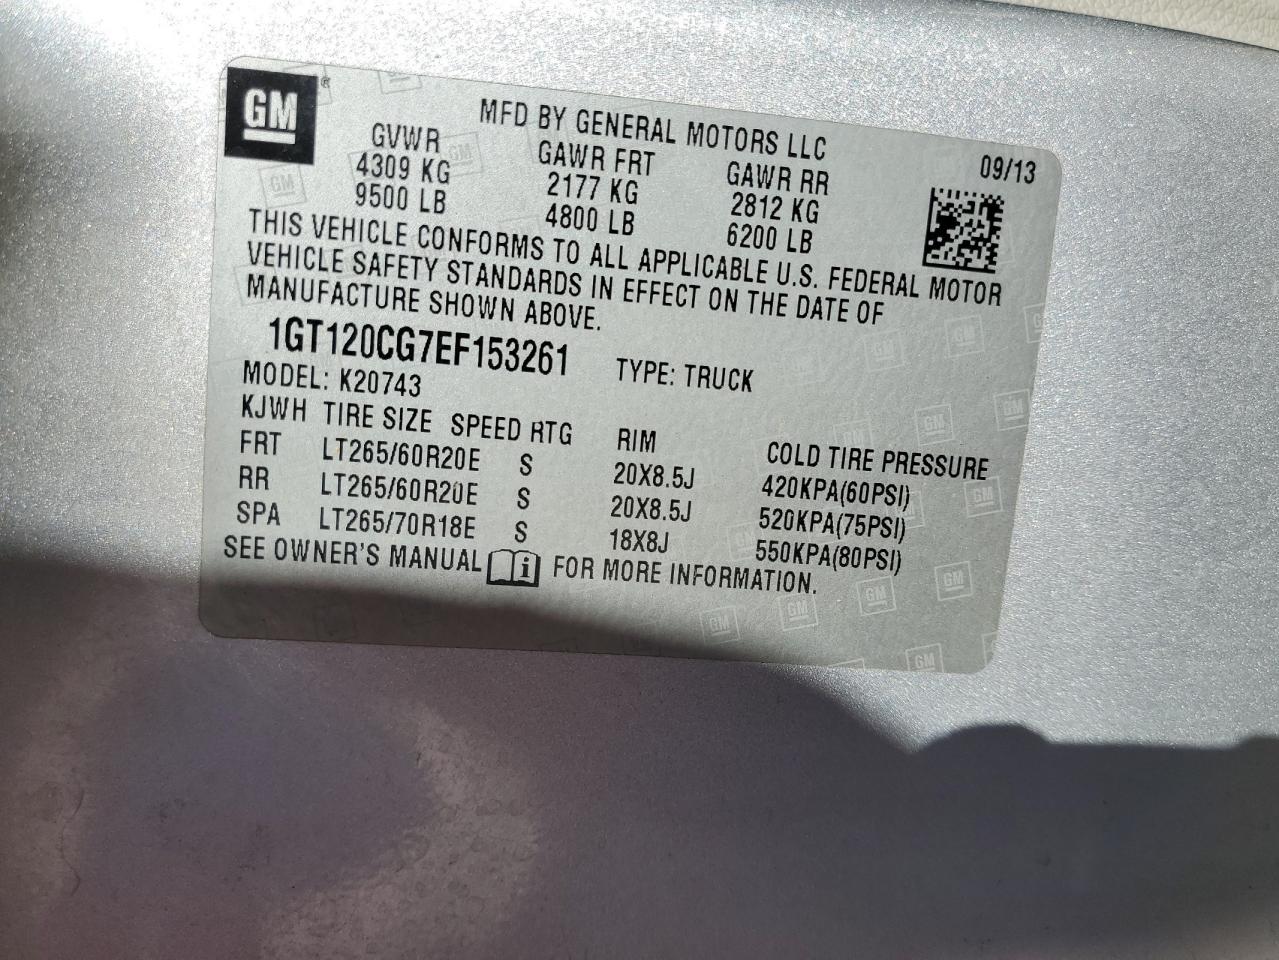 GM ®
MFD BY GENERAL MOTORS LLC
09/13
GVWR GAWR FRT GAWR RR
4309 KG 2177 KG 2812 KG
9500 LB 4800 LB 6200 LB
THIS VEHICLE CONFORMS TO ALL APPLICABLE U.S. FEDERAL MOTOR
VEHICLE SAFETY STANDARDS IN EFFECT ON THE DATE OF
MANUFACTURE SHOWN ABOVE.
1GT120CG7EF153261 TYPE: TRUCK
MODEL: K20743
KJWH TIRE SIZE SPEED RTG RIM COLD TIRE PRESSURE
FRT LT265/60R20E S 20X8.5J 420KPA(60PSI)
RR LT265/60R20E S 20X8.5J 520KPA(75PSI)
SPA LT265/70R18E S 18X8J 550KPA(80PSI)
SEE OWNER'S MANUAL i FOR MORE INFORMATION.